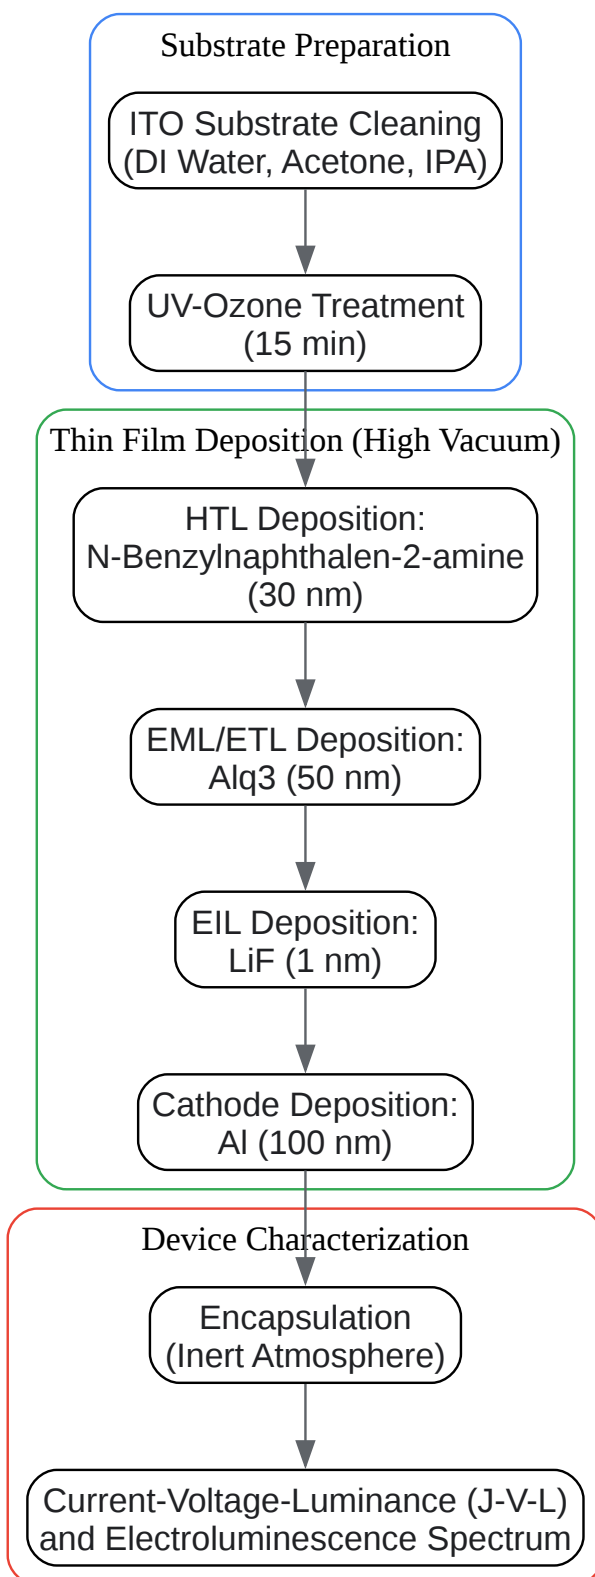 Substrate Preparation
ITO Substrate Cleaning
(DI Water, Acetone, IPA)
UV-Ozone Treatment
(15 min)
Thin Film Deposition (High Vacuum)
HTL Deposition:
N-Benzylnaphthalen-2-amine
(30 nm)
EML/ETL Deposition:
Alq3 (50 nm)
EIL Deposition:
LiF (1 nm)
Cathode Deposition:
Al (100 nm)
Device Characterization
Encapsulation
(Inert Atmosphere)
Current-Voltage-Luminance (J-V-L)
and Electroluminescence Spectrum